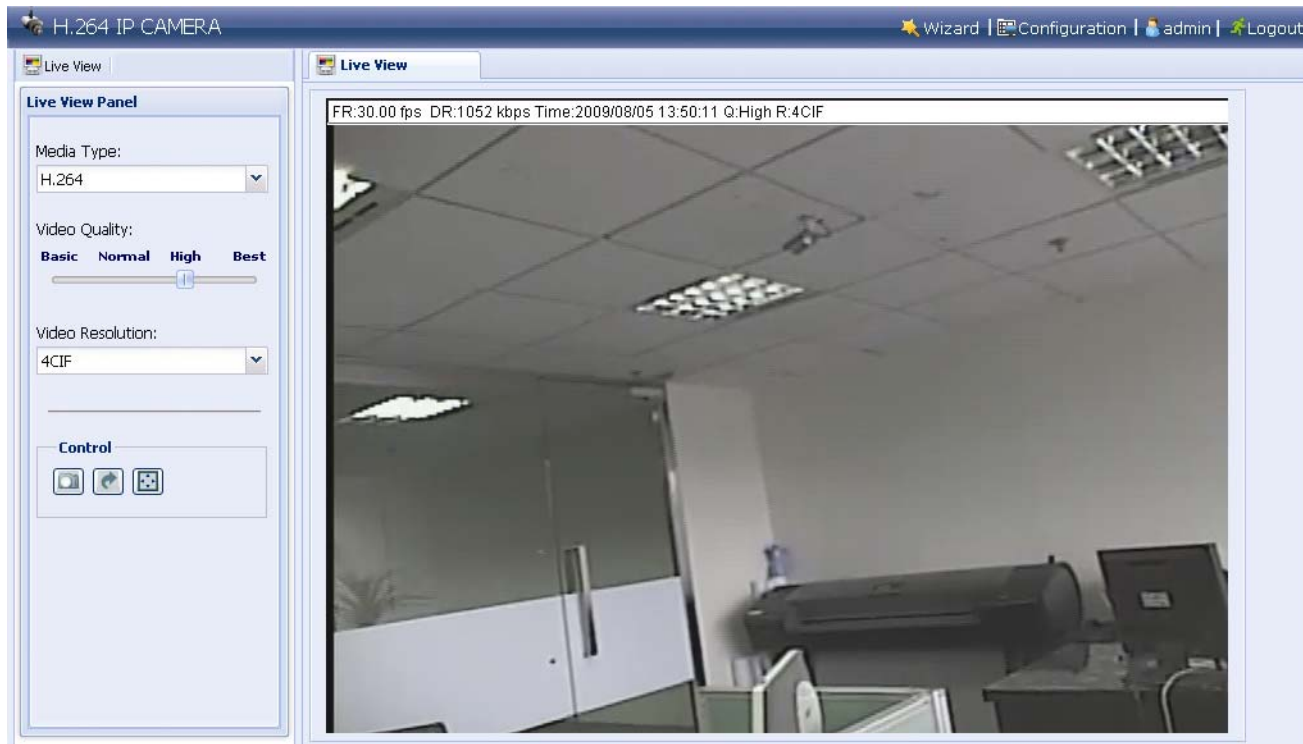 H.264 IP CAMERA
Wizard | Configuration | admin | Logout
Live View
Live View
Live View Panel
FR:30.00 fps DR:1052 kbps Time:2009/08/05 13:50:11 Q:High R:4CIF
Media Type:
H.264
Video Quality:
Basic Normal High Best
Video Resolution:
4CIF
Control